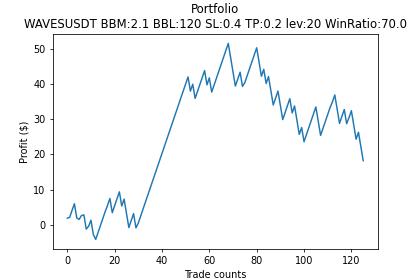 Portfolio
WAVESUSDT BBM:2.1 BBL:120 SL:0.4 TP:0.2 lev:20 WinRatio:70.0
50
40
30
20
10
0
Profit ($)
0 20 40 60 80 100 120
Trade counts